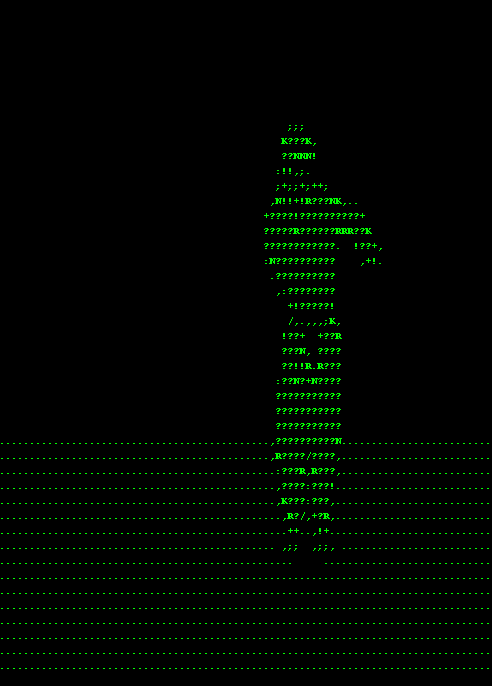 ;;;
K???K,
??NNN!
:!!,;.
;+;;+;++;
,N!!+!R???NK,..
+????!??????????+
?????R??????RRR??K
????????????.  !??+,
:N??????????    ,+!.
.??????????
,:????????
+!?????!
/,.,,,;K,
!??+  +??R
???N, ????
??!!R.R???
:??N?+N????
???????????
???????????
???????????
.............................................,??????????N.........................
.............................................,R????/????,.........................
..............................................:???R,R???,.........................
..............................................,????:???!..........................
..............................................,K???:???,..........................
...............................................,R?/,+?R,..........................
................................................++..,!+...........................
.............................................. ,;;  ,;;, .........................
..................................................................................
..................................................................................
..................................................................................
..................................................................................
..................................................................................
..................................................................................
..................................................................................
..................................................................................